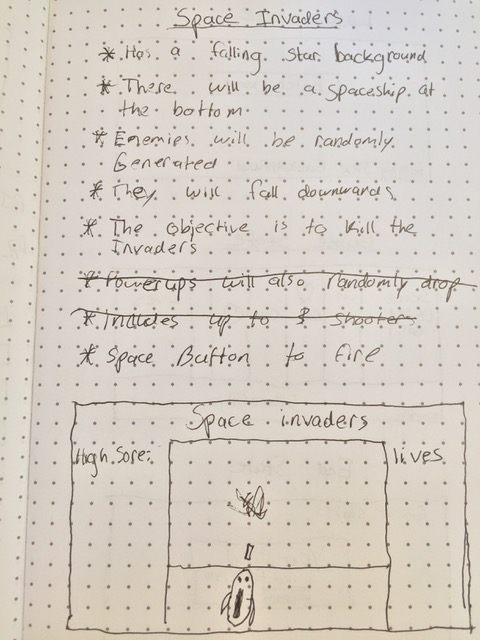 Space Invaders
* Has a falling star background
* There will be a spaceship at
the bottom
* Enemies will be randomly
Generated
* They will fall downwards
* The objective is to kill the
Invaders
* Powerups will also randomly drop
* Includes up to 3 shooters
* Space Button to Fire
Space invaders
High Sore:
lives